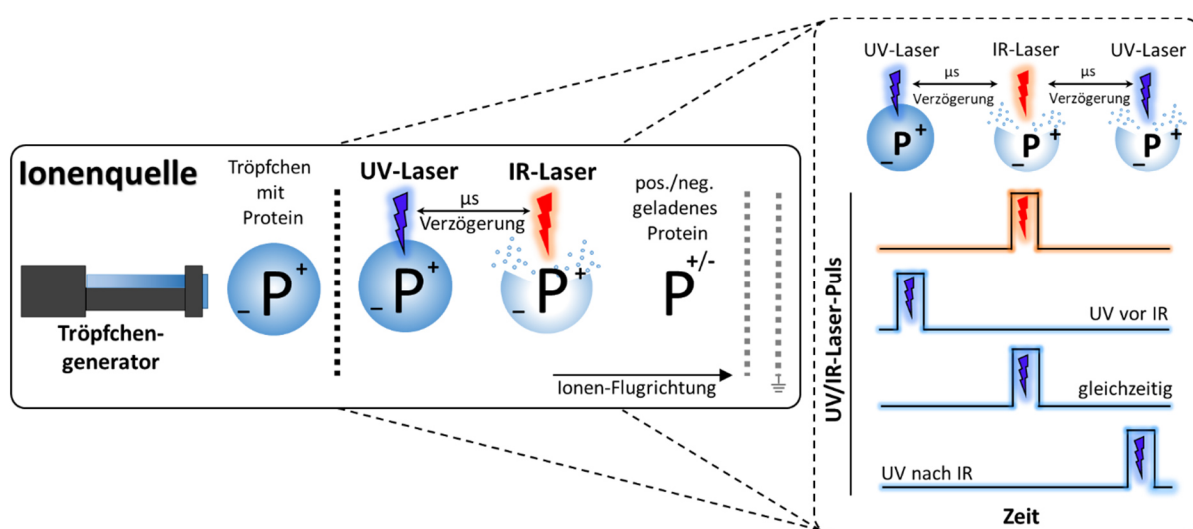 Ionenquelle
Tröpfchen
mit
Protein
UV-Laser
IR-Laser
µs
Verzögerung
pos./neg.
geladenes
Protein
P + −
P + −
P + −
P +/-
Tröpfchen-
generator
Ionen-Flugrichtung
UV-Laser
IR-Laser
UV-Laser
µs
Verzögerung
µs
Verzögerung
P + −
P + −
P + −
UV/IR-Laser-Puls
UV vor IR
gleichzeitig
UV nach IR
Zeit